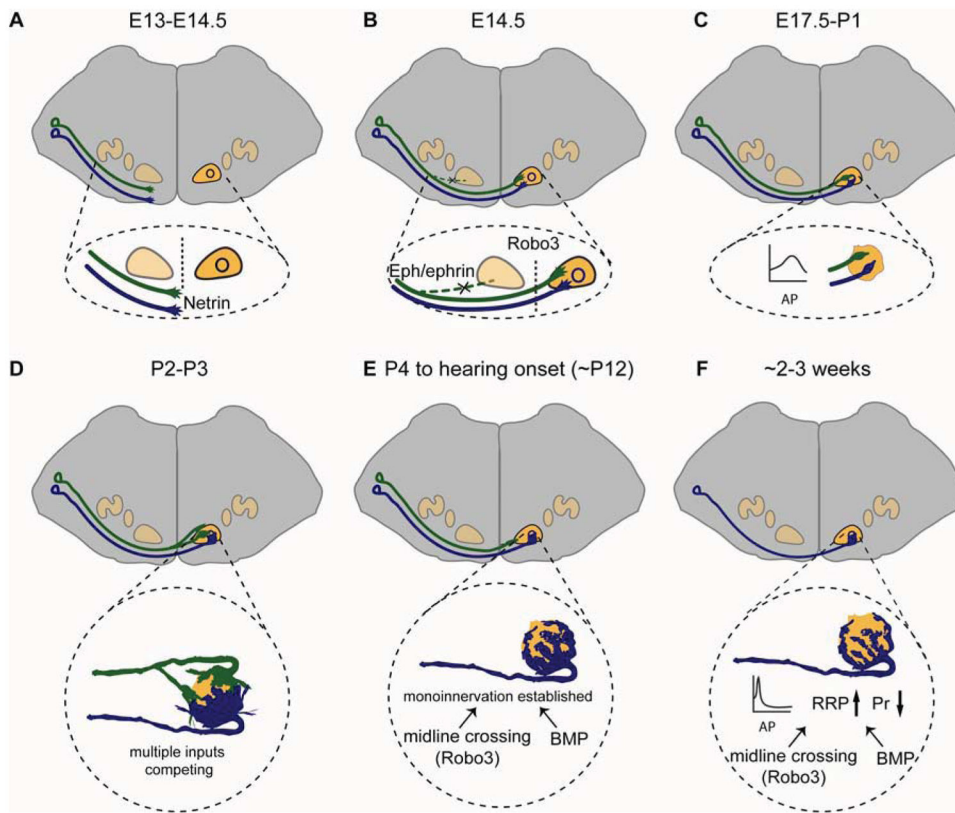 A E13-E14.5
B E14.5
C E17.5-P1
Netrin
Robo3
Eph/ephrin
AP
D P2-P3
E P4 to hearing onset (~P12)
F ~2-3 weeks
multiple inputs
competing
monoinnervation established
midline crossing
(Robo3)
BMP
AP
RRP Pr
midline crossing
(Robo3)
BMP